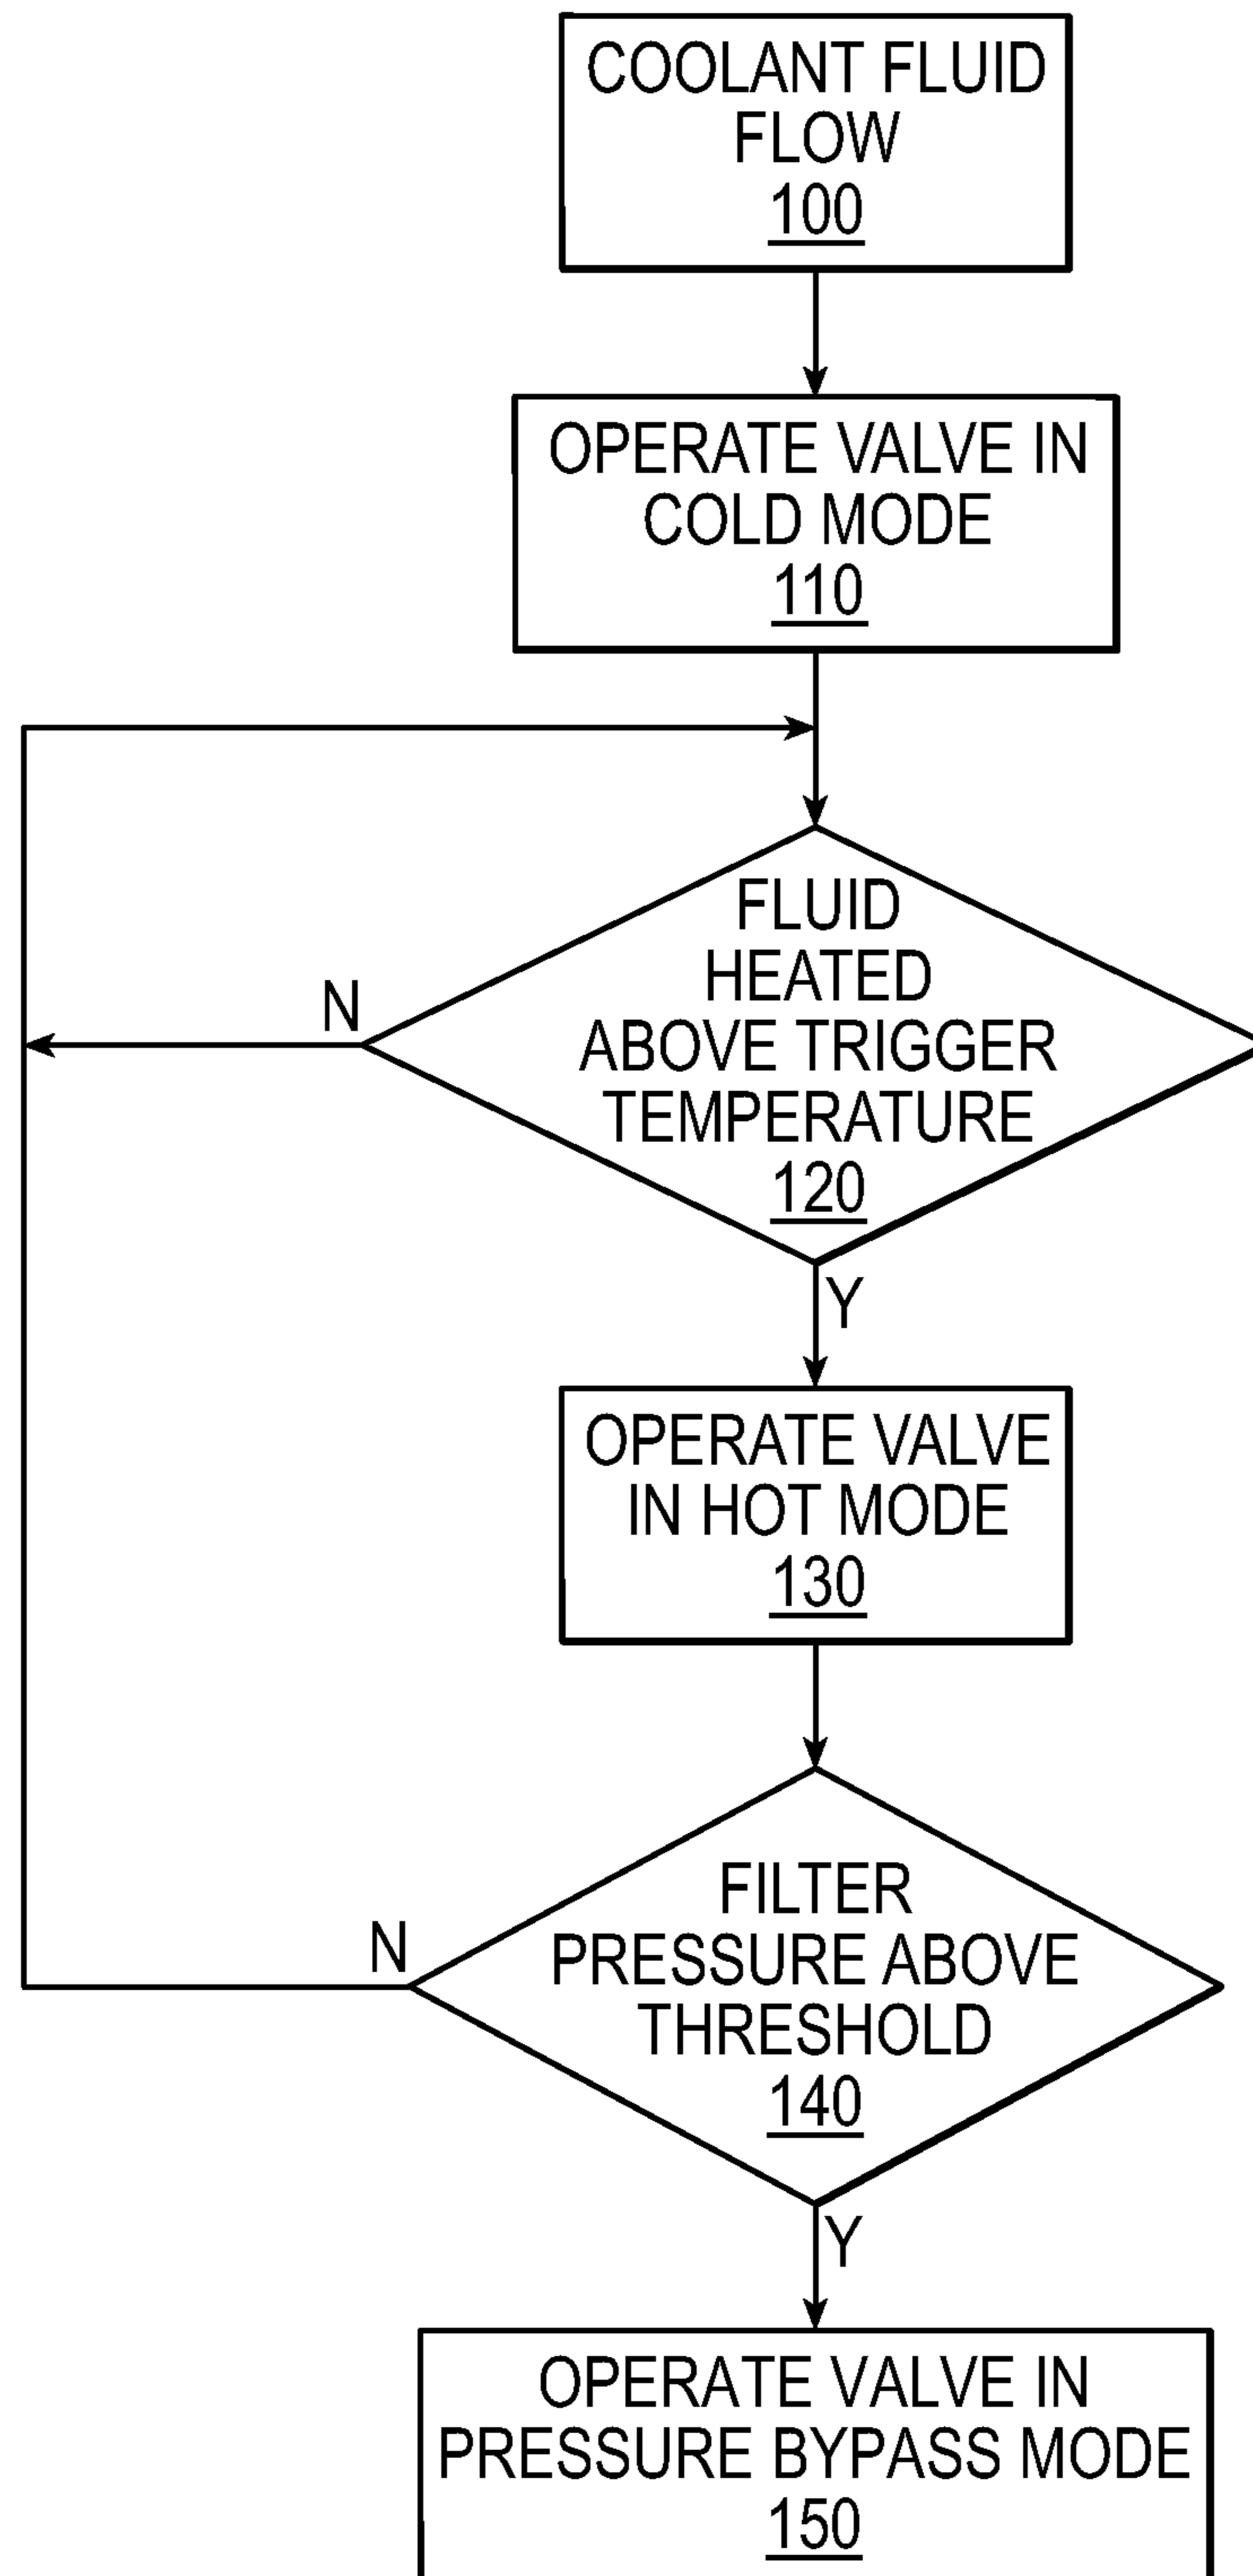 COOLANT FLUID
FLOW
100
OPERATE VALVE IN
COLD MODE
110
FLUID
HEATED
ABOVE TRIGGER
TEMPERATURE
120
N
Y
OPERATE VALVE
IN HOT MODE
130
FILTER
PRESSURE ABOVE
THRESHOLD
140
N
Y
OPERATE VALVE IN
PRESSURE BYPASS MODE
150